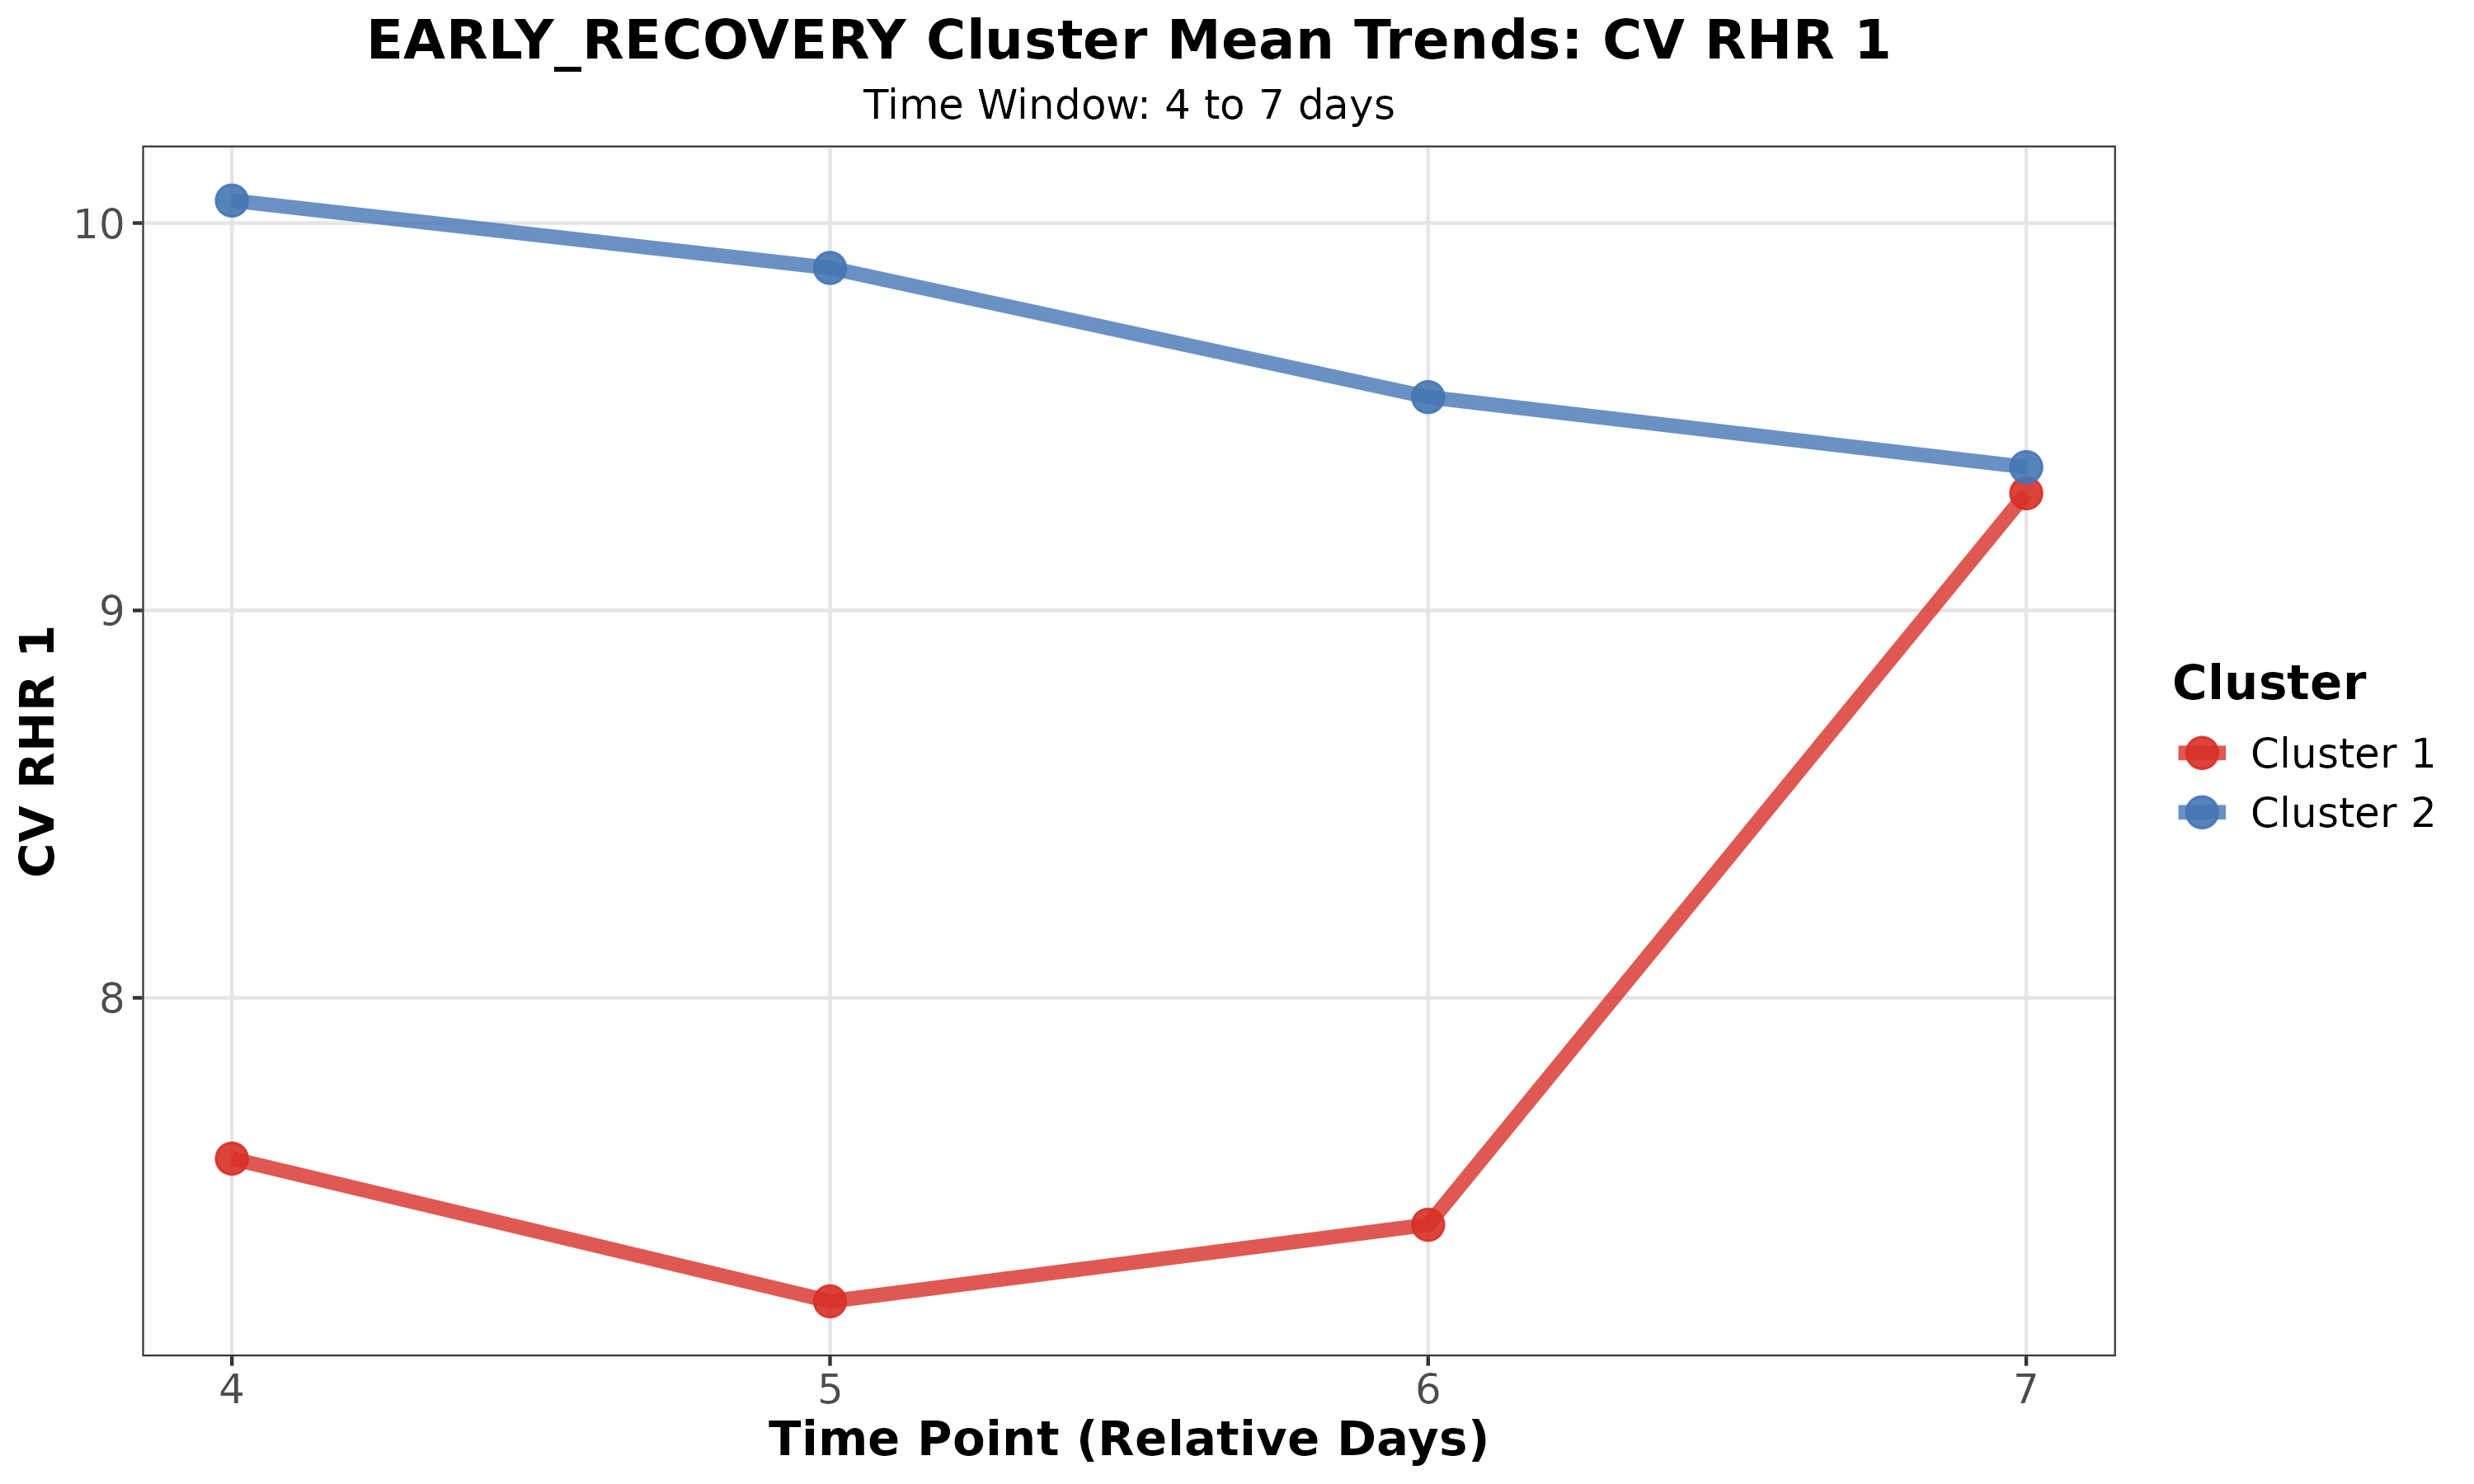 EARLY_RECOVERY Cluster Mean Trends: CV RHR 1
Time Window: 4 to 7 days
CV RHR 1
10
9
8
4
5
6
7
Time Point (Relative Days)
Cluster
Cluster 1
Cluster 2